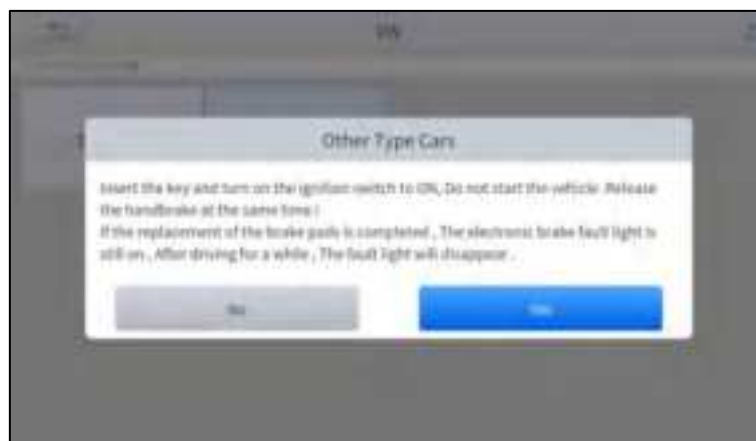 VW
Other Type Cars
Insert the key and turn on the ignition switch to ON, Do not start the vehicle .Release
the handbrake at the same time !
If the replacement of the brake pads is completed , The electronic brake fault light is
still on , After driving for a while , The fault light will disappear .
No
Yes